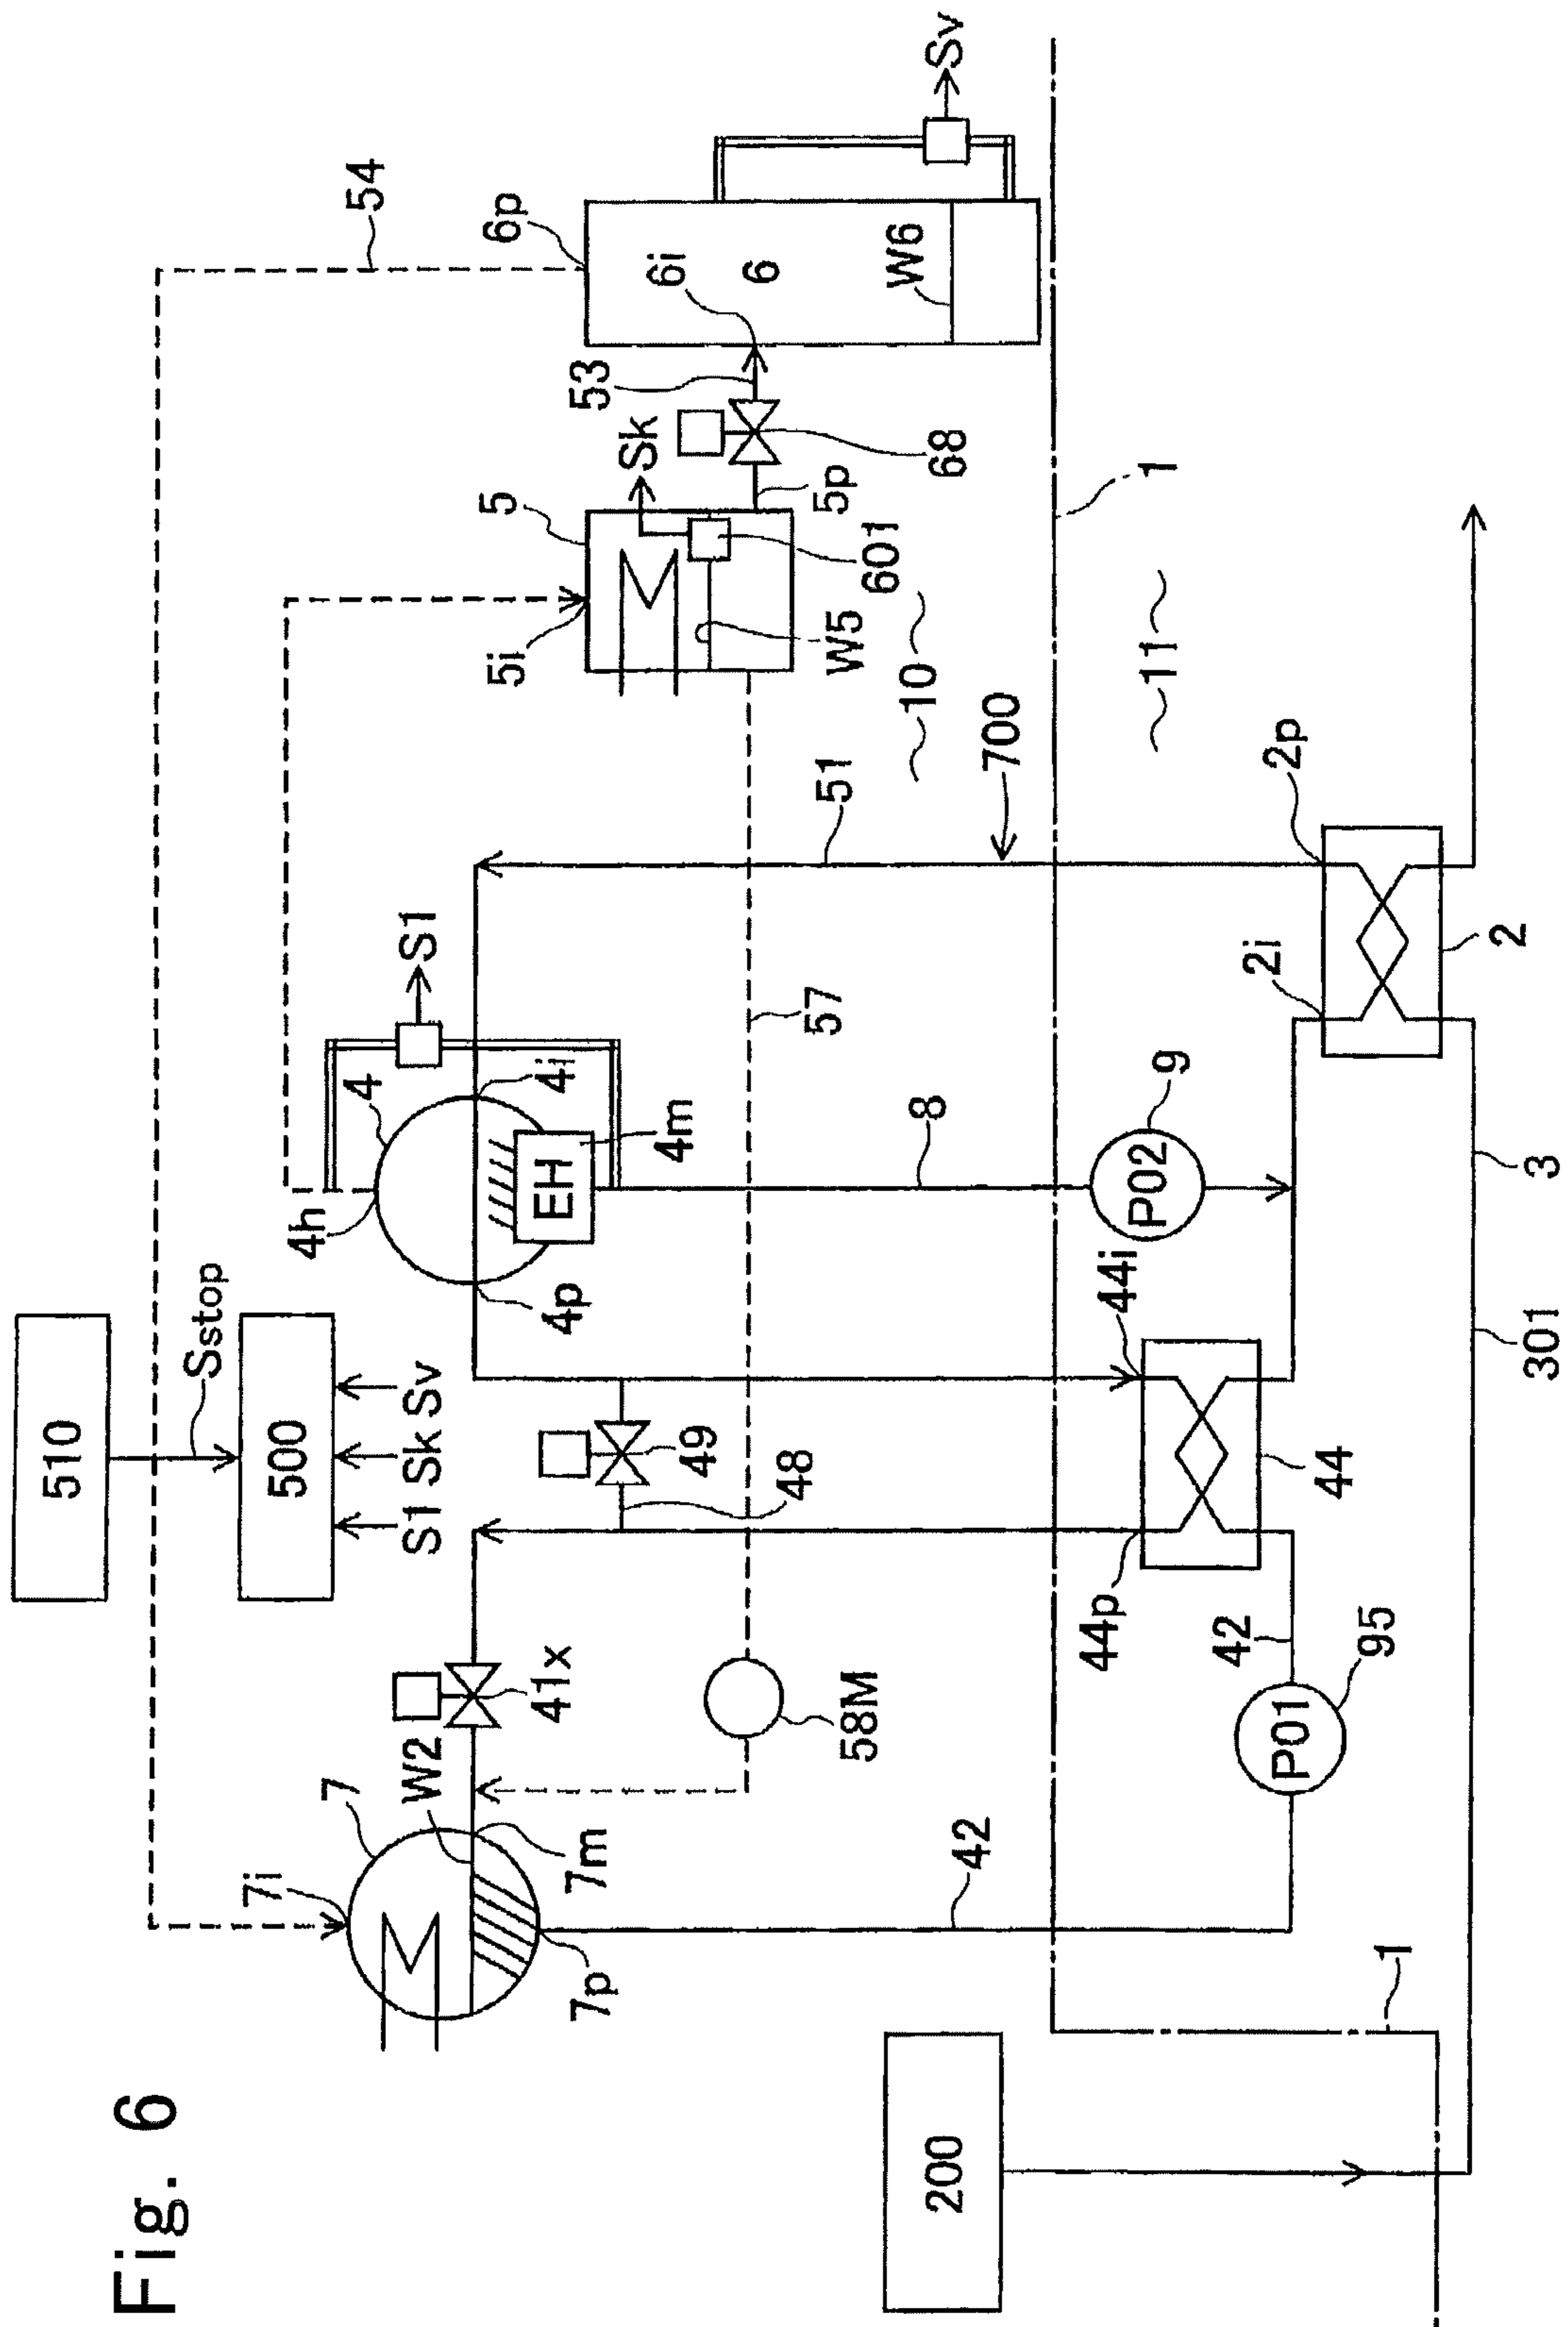 Fig. 6
510
Sstop
500
S1
Sk
Sv
54
7i
7
W2
7m
7p
41x
58M
48
49
4h
4
4p
S1
4i
EH
4m
57
51
5i
5
Sk
601
W5
5p
53
68
6p
6i
6
W6
Sv
10
700
1
11
42
42
P01
95
44p
44i
44
8
P02
9
2i
2p
2
3
301
1
200